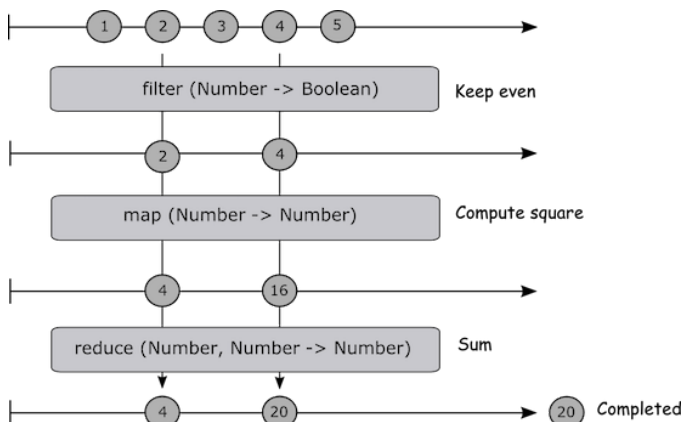 1 2 3 4 5
filter (Number -> Boolean) Keep even
2 4
map (Number -> Number) Compute square
4 16
reduce (Number, Number -> Number) Sum
4 20 20 Completed